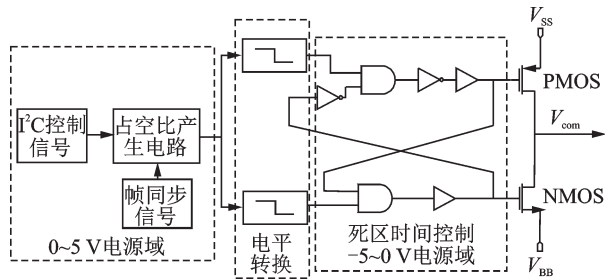 I²C控制
信号
占空比产
生电路
帧同步
信号
0~5 V电源域
电平
转换
死区时间控制
-5~0 V电源域
V_SS
PMOS
V_com
NMOS
V_BB